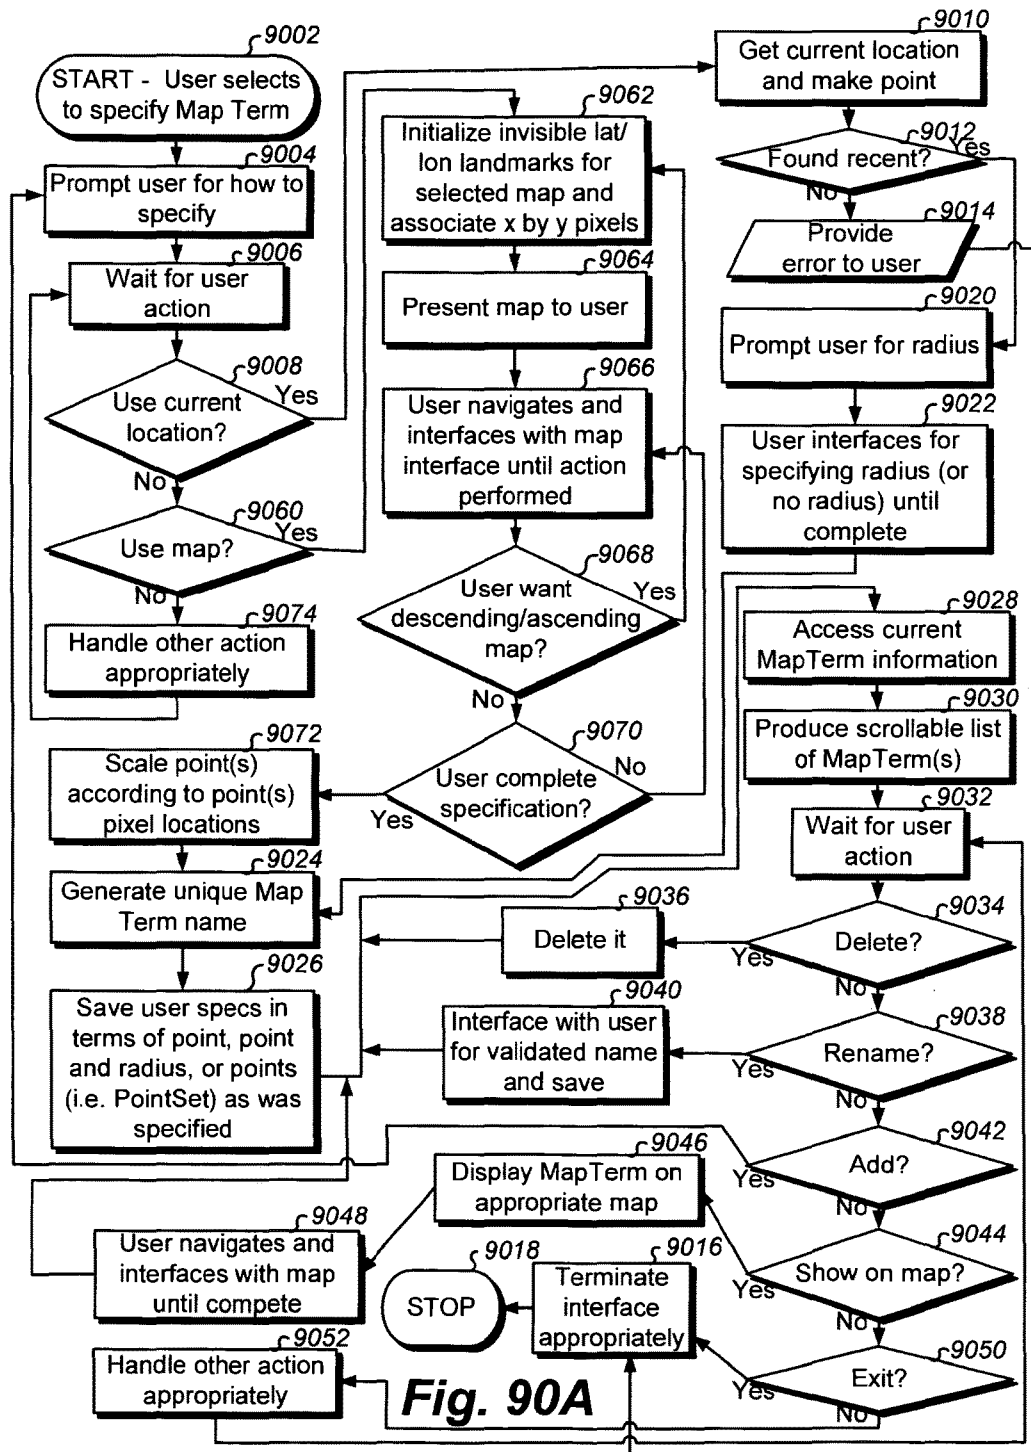 9002
START - User selects
to specify Map Term
9004
Prompt user for how to
specify
9006
Wait for user
action
9008
Use current
location?
Yes
No
9060
Use map?
Yes
No
9074
Handle other action
appropriately
9062
Initialize invisible lat/
lon landmarks for
selected map and
associate x by y pixels
9064
Present map to user
9066
User navigates and
interfaces with map
interface until action
performed
9068
User want
descending/ascending
map?
Yes
No
9070
User complete
specification?
No
Yes
9072
Scale point(s)
according to point(s)
pixel locations
9024
Generate unique Map
Term name
9026
Save user specs in
terms of point, point
and radius, or points
(i.e. PointSet) as was
specified
9010
Get current location
and make point
9012
Found recent?
Yes
No
9014
Provide
error to user
9020
Prompt user for radius
9022
User interfaces for
specifying radius (or
no radius) until
complete
9028
Access current
MapTerm information
9030
Produce scrollable list
of MapTerm(s)
9032
Wait for user
action
9034
Delete?
Yes
No
9036
Delete it
9038
Rename?
Yes
No
9040
Interface with user
for validated name
and save
9042
Add?
Yes
No
9044
Show on map?
Yes
No
9046
Display MapTerm on
appropriate map
9048
User navigates and
interfaces with map
until compete
9050
Exit?
Yes
No
9016
Terminate
interface
appropriately
9018
STOP
9052
Handle other action
appropriately
Fig. 90A